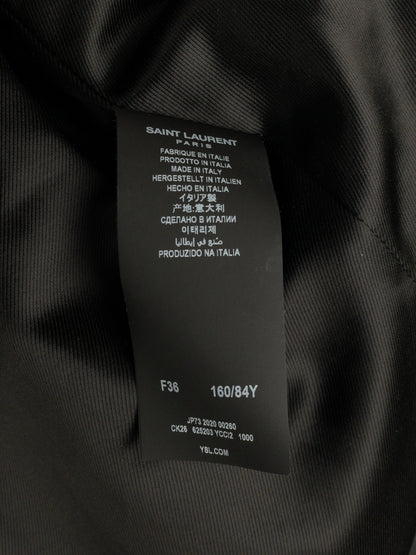 SAINT LAURENT
PARIS
FABRIQUE EN ITALIE
PRODOTTO IN ITALIA
MADE IN ITALY
HERGESTELLT IN ITALIEN
HECHO EN ITALIA
イタリア製
产地:意大利
СДЕЛАНО В ИТАЛИИ
이태리제
صنع في إيطاليا
PRODUZIDO NA ITALIA
F36 160/84Y
JP73 2020 00260
CK26 625203 YCCI2 1000
YSL.COM